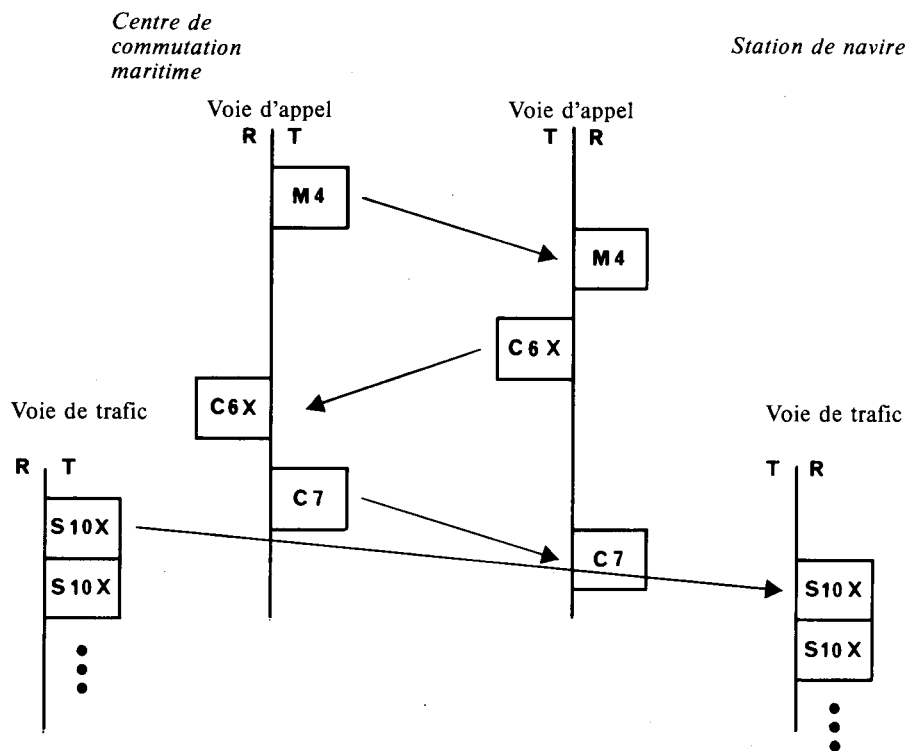 Centre de
commutation
maritime
Station de navire
Voie d'appel
Voie d'appel
R T
T R
M4
M4
C6X
C6X
Voie de trafic
Voie de trafic
R T
T R
C7
S10X
C7
S10X
S10X
S10X